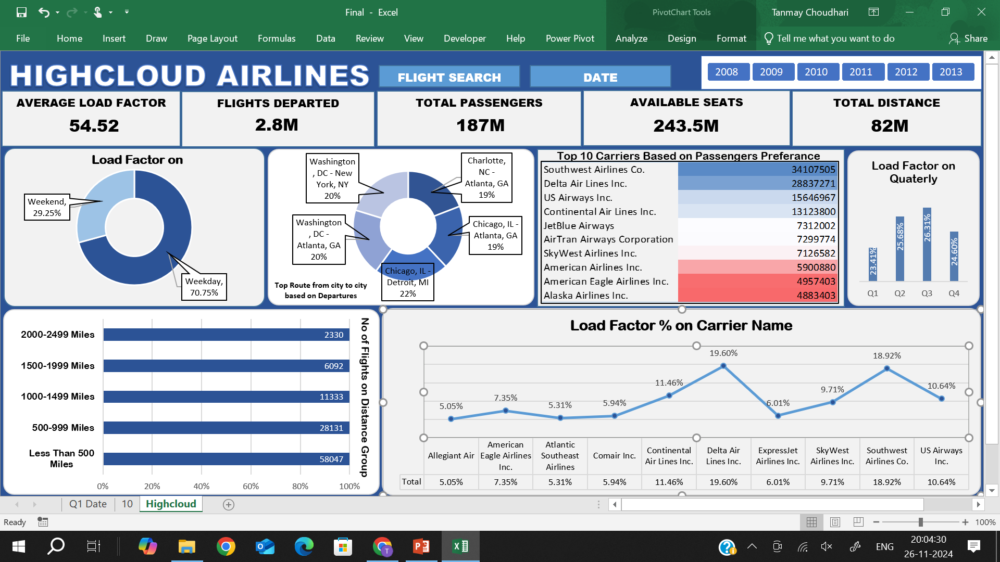 Final - Excel
PivotChart Tools
Tanmay Choudhari
File Home Insert Draw Page Layout Formulas Data Review View Developer Help Power Pivot Analyze Design Format Tell me what you want to do Share
HIGHCLOUD AIRLINES
FLIGHT SEARCH
DATE
2008 2009 2010 2011 2012 2013
AVERAGE LOAD FACTOR
54.52
FLIGHTS DEPARTED
2.8M
TOTAL PASSENGERS
187M
AVAILABLE SEATS
243.5M
TOTAL DISTANCE
82M
Load Factor on
Weekend,
29.25%
Weekday,
70.75%
Washington
, DC - New
York, NY
20%
Charlotte,
NC -
Atlanta, GA
19%
Washington
, DC -
Atlanta, GA
20%
Chicago, IL -
Atlanta, GA
19%
Chicago, IL -
Detroit, MI
22%
Top Route from city to city
based on Departures
Top 10 Carriers Based on Passengers Preferance
Southwest Airlines Co. 34107505
Delta Air Lines Inc. 28837271
US Airways Inc. 15646967
Continental Air Lines Inc. 13123800
JetBlue Airways 7312002
AirTran Airways Corporation 7299774
SkyWest Airlines Inc. 7126582
American Airlines Inc. 5900880
American Eagle Airlines Inc. 4957403
Alaska Airlines Inc. 4883403
Load Factor on
Quaterly
23.41% 25.68% 26.31% 24.60%
Q1 Q2 Q3 Q4
2000-2499 Miles 2330
1500-1999 Miles 6092
1000-1499 Miles 11333
500-999 Miles 28131
Less Than 500
Miles
58047
0% 20% 40% 60% 80% 100%
No of Flights on Distance Group
Load Factor % on Carrier Name
5.05% 7.35% 5.31% 5.94% 11.46% 19.60% 6.01% 9.71% 18.92% 10.64%
Allegiant Air
American
Eagle Airlines
Inc.
Atlantic
Southeast
Airlines
Comair Inc.
Continental
Air Lines Inc.
Delta Air
Lines Inc.
ExpressJet
Airlines Inc.
SkyWest
Airlines Inc.
Southwest
Airlines Co.
US Airways
Inc.
Total 5.05% 7.35% 5.31% 5.94% 11.46% 19.60% 6.01% 9.71% 18.92% 10.64%
Q1 Date 10 Highcloud
Ready
100%
T
ENG
20:04:30
26-11-2024